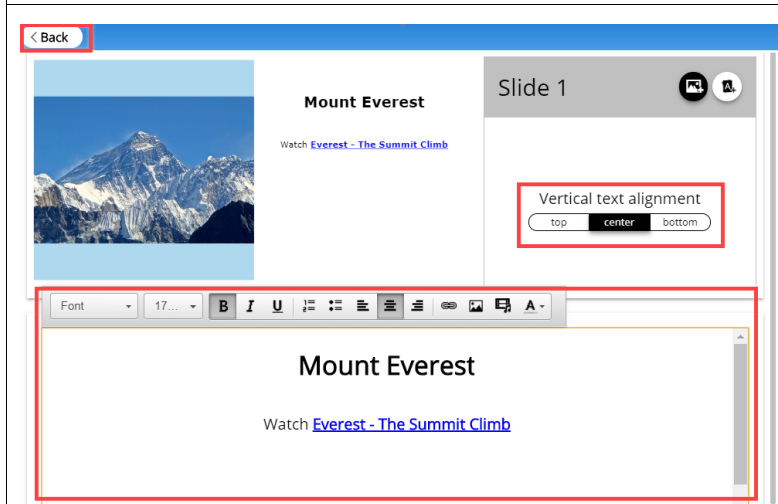 < Back
Mount Everest
Watch Everest - The Summit Climb
Slide 1
Vertical text alignment
top center bottom
Font 17... B I U A
Mount Everest
Watch Everest - The Summit Climb